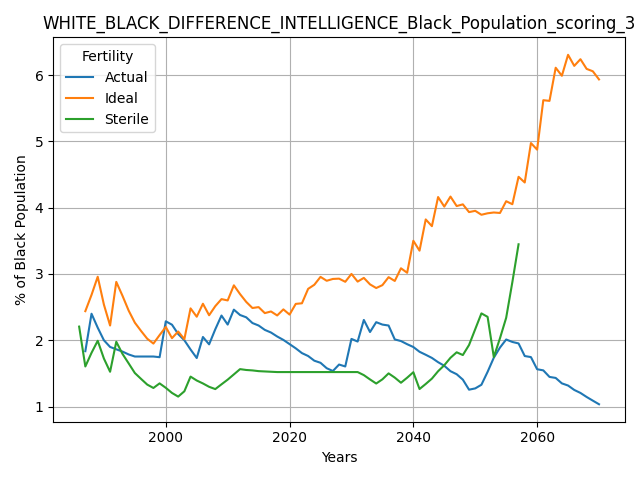 WHITE_BLACK_DIFFERENCE_INTELLIGENCE_Black_Population_scoring_3
Fertility
Actual
Ideal
Sterile
% of Black Population
6
5
4
3
2
1
2000 2020 2040 2060
Years